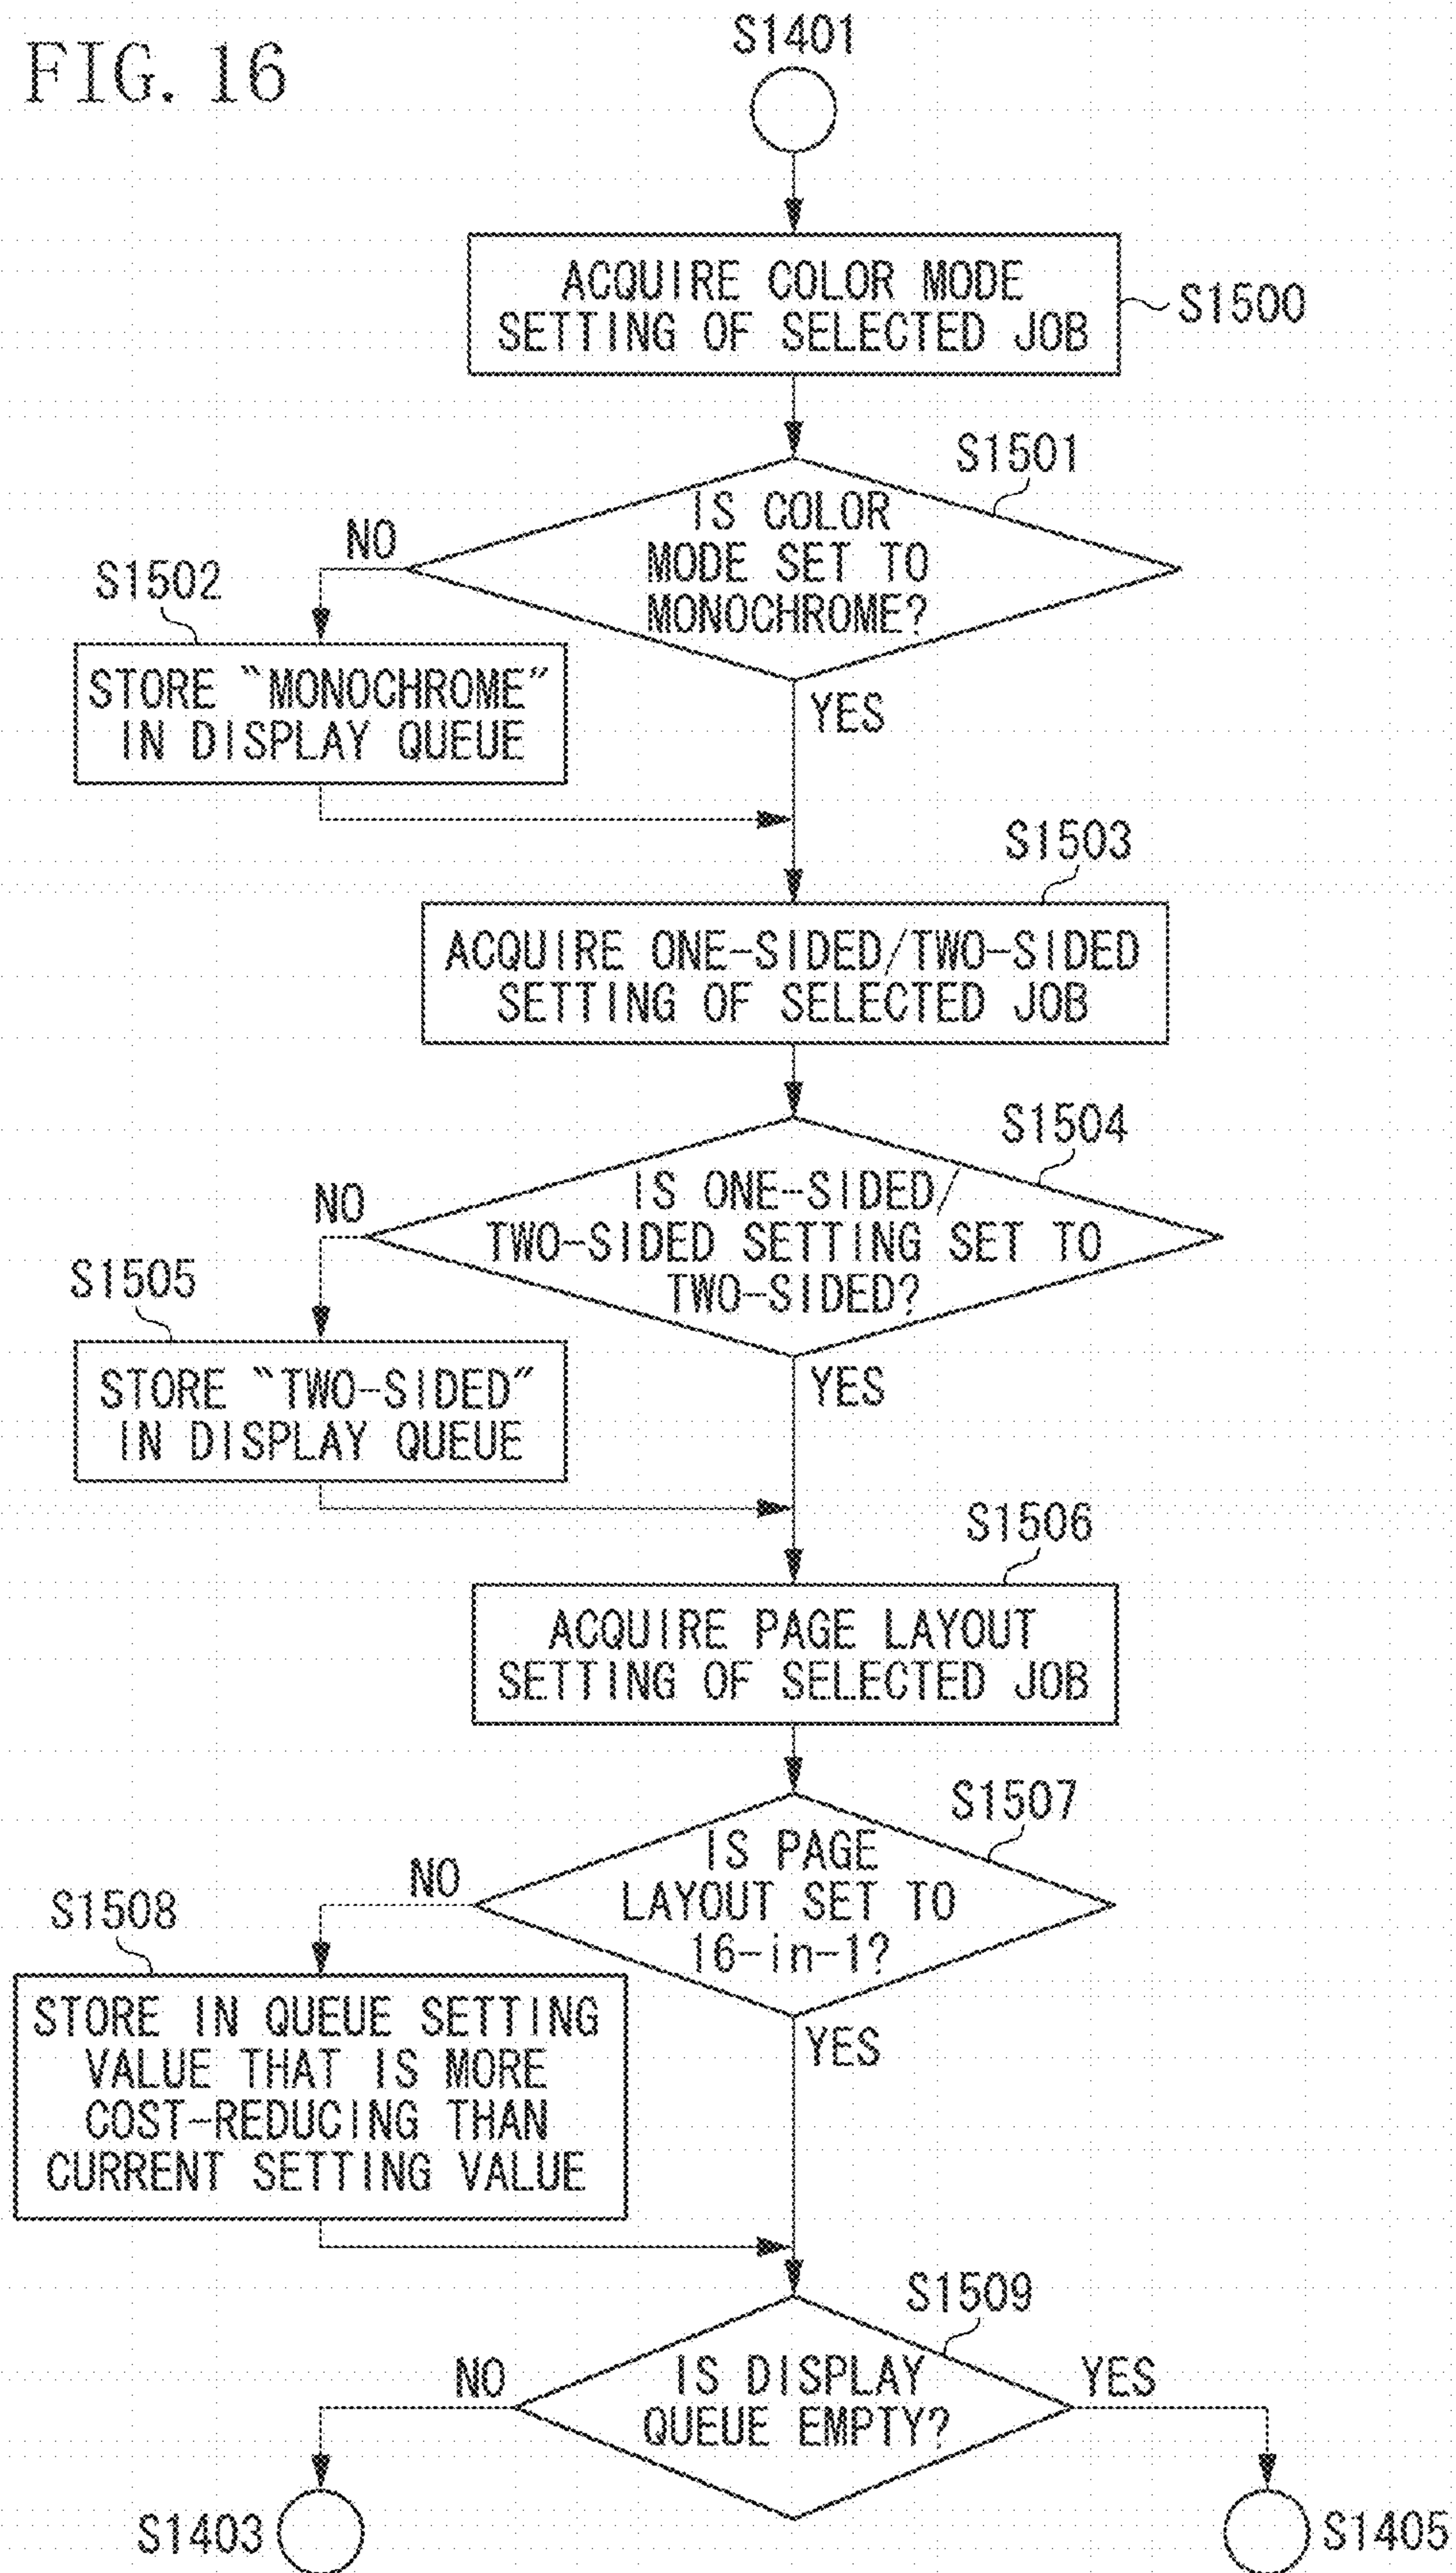 FIG. 16
S1401
ACQUIRE COLOR MODE
SETTING OF SELECTED JOB
S1500
S1501
IS COLOR
MODE SET TO
MONOCHROME?
NO
YES
S1502
STORE “MONOCHROME”
IN DISPLAY QUEUE
S1503
ACQUIRE ONE-SIDED/TWO-SIDED
SETTING OF SELECTED JOB
S1504
IS ONE-SIDED/
TWO-SIDED SETTING SET TO
TWO-SIDED?
NO
YES
S1505
STORE “TWO-SIDED”
IN DISPLAY QUEUE
S1506
ACQUIRE PAGE LAYOUT
SETTING OF SELECTED JOB
S1507
IS PAGE
LAYOUT SET TO
16-in-1?
NO
YES
S1508
STORE IN QUEUE SETTING
VALUE THAT IS MORE
COST-REDUCING THAN
CURRENT SETTING VALUE
S1509
IS DISPLAY
QUEUE EMPTY?
NO
YES
S1403
S1405